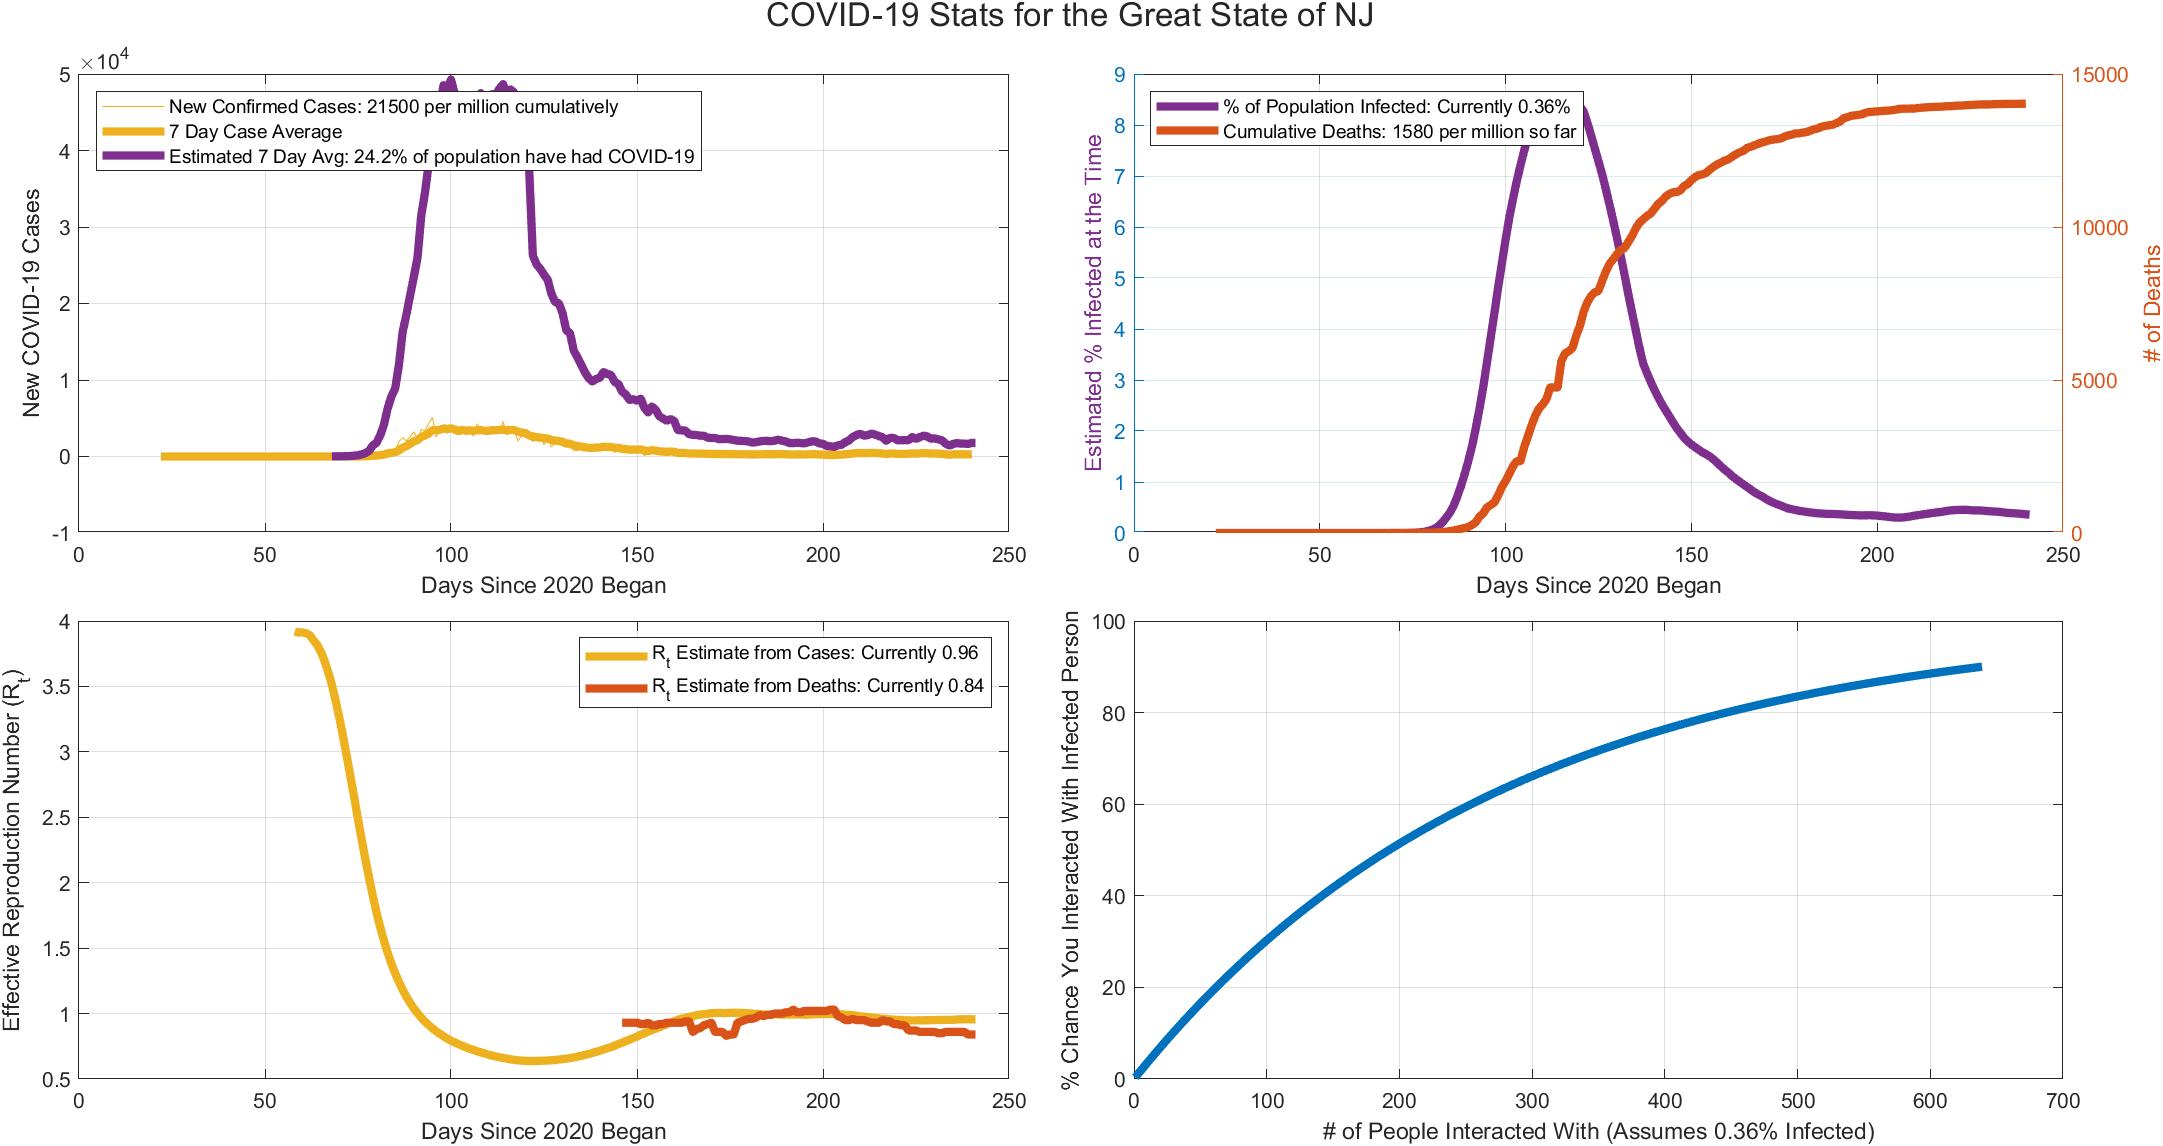 COVID-19 Stats for the Great State of NJ
×10⁴
5
4
3
2
1
0
-1
New COVID-19 Cases
New Confirmed Cases: 21500 per million cumulatively
7 Day Case Average
Estimated 7 Day Avg: 24.2% of population have had COVID-19
0 50 100 150 200 250
Days Since 2020 Began
9
8
7
6
5
4
3
2
1
0
Estimated % Infected at the Time
% of Population Infected: Currently 0.36%
Cumulative Deaths: 1580 per million so far
15000
10000
5000
0
# of Deaths
0 50 100 150 200 250
Days Since 2020 Began
4
3.5
3
2.5
2
1.5
1
0.5
Effective Reproduction Number (Rt)
Rt Estimate from Cases: Currently 0.96
Rt Estimate from Deaths: Currently 0.84
0 50 100 150 200 250
Days Since 2020 Began
100
80
60
40
20
0
% Chance You Interacted With Infected Person
0 100 200 300 400 500 600 700
# of People Interacted With (Assumes 0.36% Infected)